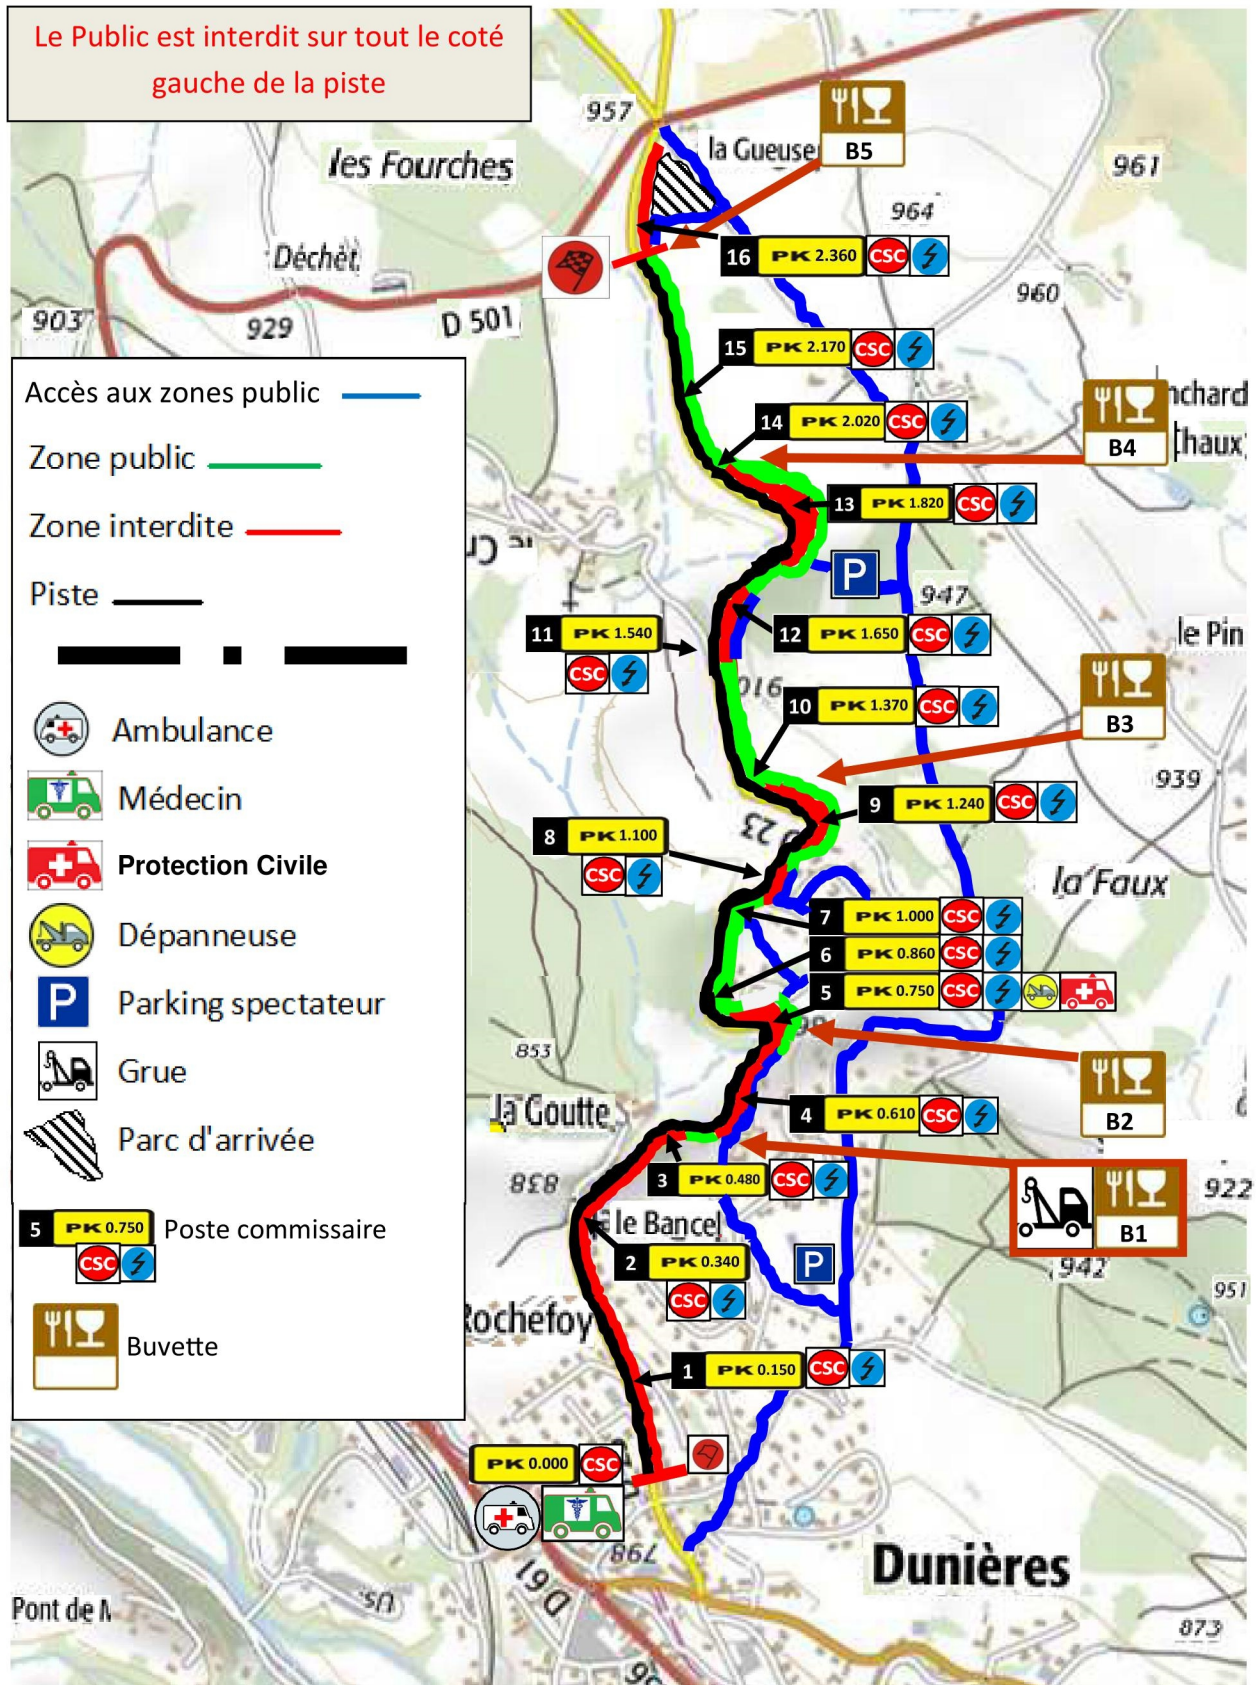 Le Public est interdit sur tout le coté
gauche de la piste
957
la Gueuse
B5
961
les Fourches
964
Déchèt.
16 PK 2.360 CSC
960
903
929
D 501
15 PK 2.170 CSC
Accès aux zones public
14 PK 2.020 CSC
nchard
B4
Chaux
Zone public
13 PK 1.820 CSC
Zone interdite
P
947
Piste
11 PK 1.540
CSC
12 PK 1.650 CSC
le Pin
910
10 PK 1.370 CSC
B3
Ambulance
939
Médecin
9 PK 1.240 CSC
D 23
8 PK 1.100
CSC
Protection Civile
la Faux
7 PK 1.000 CSC
Dépanneuse
6 PK 0.860 CSC
5 PK 0.750 CSC
P Parking spectateur
853
Grue
B2
la Goutte
4 PK 0.610 CSC
Parc d'arrivée
838
3 PK 0.480 CSC
922
B1
5 PK 0.750 Poste commissaire
CSC
le Bancel
2 PK 0.340
CSC
P
942
951
Rochefoy
Buvette
1 PK 0.150 CSC
PK 0.000 CSC
798
Dunières
D 61
Us.
Pont de M
873